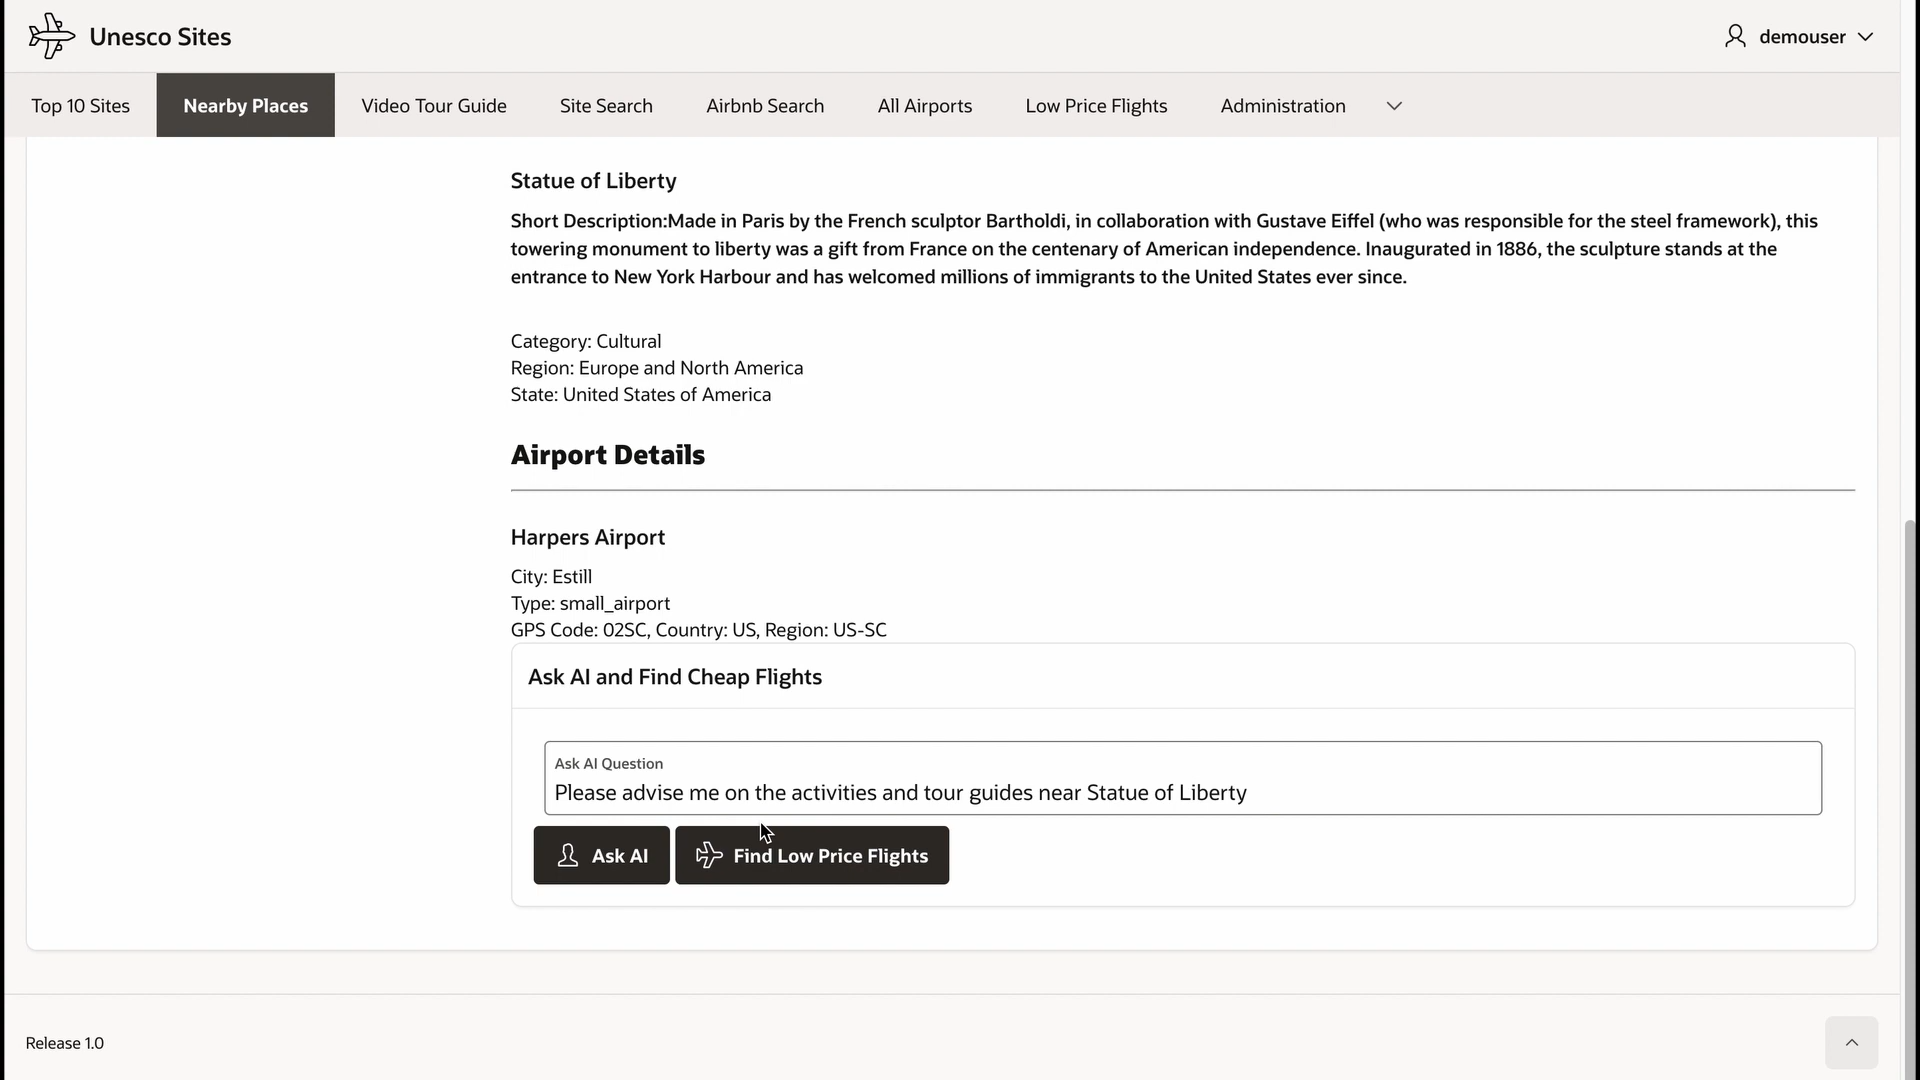 Unesco Sites
demouser
Top 10 Sites
Nearby Places
Video Tour Guide
Site Search
Airbnb Search
All Airports
Low Price Flights
Administration
Statue of Liberty
Short Description:Made in Paris by the French sculptor Bartholdi, in collaboration with Gustave Eiffel (who was responsible for the steel framework), this
towering monument to liberty was a gift from France on the centenary of American independence. Inaugurated in 1886, the sculpture stands at the
entrance to New York Harbour and has welcomed millions of immigrants to the United States ever since.
Category: Cultural
Region: Europe and North America
State: United States of America
Airport Details
Harpers Airport
City: Estill
Type: small_airport
GPS Code: 02SC, Country: US, Region: US-SC
Ask AI and Find Cheap Flights
Ask AI Question
Please advise me on the activities and tour guides near Statue of Liberty
Ask AI
Find Low Price Flights
Release 1.0